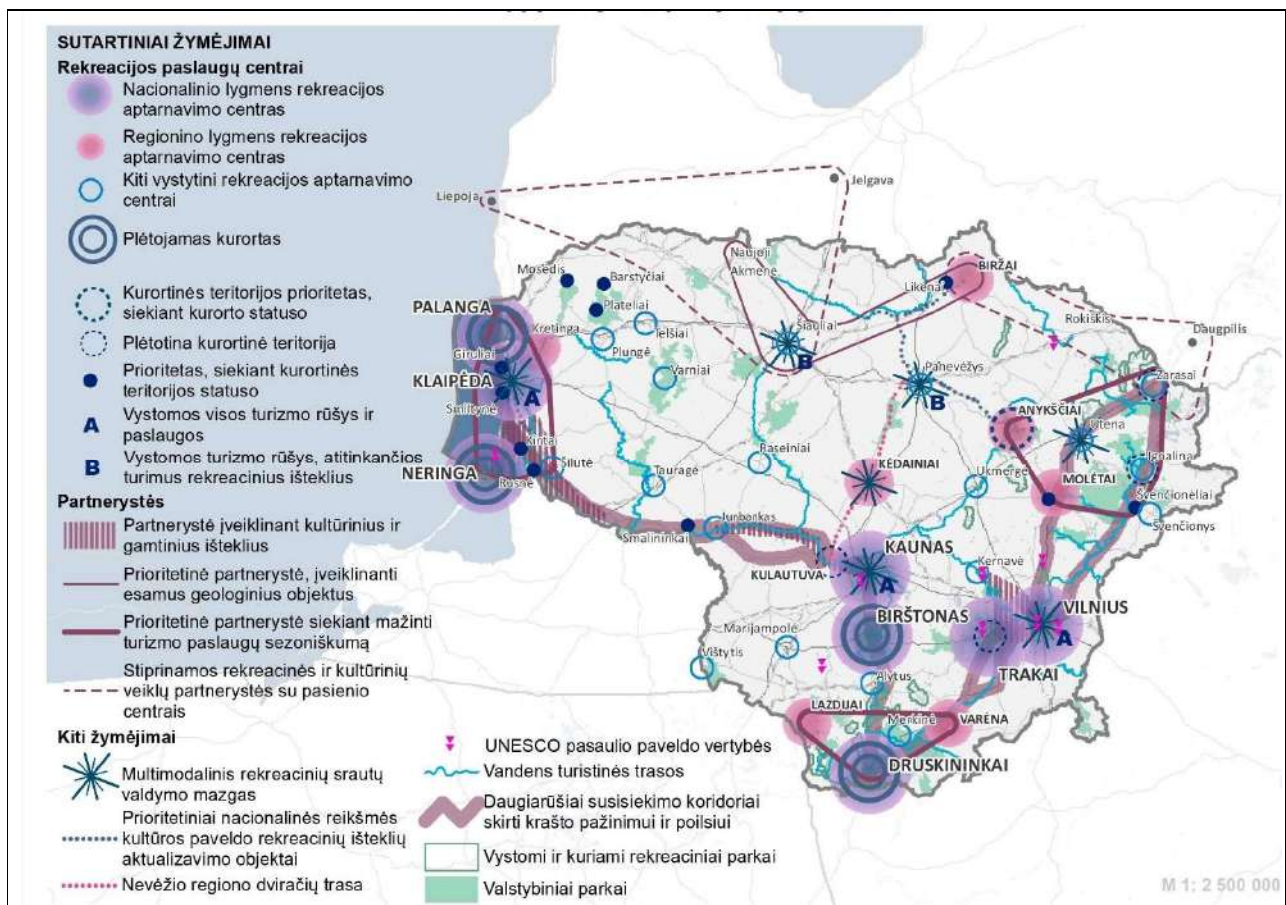 SUTARTINIAI ŽYMĖJIMAI
Rekreacijos paslaugų centrai
Nacionalinio lygmens rekreacijos
aptarnavimo centras
Regionino lygmens rekreacijos
aptarnavimo centras
Kiti vystytini rekreacijos aptarnavimo
centrai
Plėtojamas kurortas
Kurortinės teritorijos prioritetas,
siekiant kurorto statuso
Plėtotina kurortinė teritorija
Prioritetas, siekiant kurortinės
teritorijos statuso
A Vystomos visos turizmo rūšys ir
paslaugos
B Vystomos turizmo rūšys, atitinkančios
turimus rekreacinius išteklius
Partnerystės
Partnerystė įveiklinant kultūrinius ir
gamtinius išteklius
Prioritetinė partnerystė, įveiklinanti
esamus geologinius objektus
Prioritetinė partnerystė siekiant mažinti
turizmo paslaugų sezoniškumą
Stiprinamos rekreacinės ir kultūrinių
veiklų partnerystės su pasienio
centrais
Kiti žymėjimai
Multimodalinis rekreacinių srautų
valdymo mazgas
Prioritetiniai nacionalinės reikšmės
kultūros paveldo rekreacinių išteklių
aktualizavimo objektai
Nevėžio regiono dviračių trasa
UNESCO pasaulio paveldo vertybės
Vandens turistinės trasos
Daugiarūšiai susisiekimo koridoriai
skirti krašto pažinimui ir poilsiui
Vystomi ir kuriami rekreaciniai parkai
Valstybiniai parkai
Liepoja
Jelgava
Naujoji
Akmenė
Mosėdis
Barstyčiai
Plateliai
BIRŽAI
Likėnai
PALANGA
Kretinga
Telšiai
Plungė
Šiauliai
B
Rokiškis
Daugpilis
Giruliai
KLAIPĖDA
A
Varniai
Panevėžys
B
Zarasai
ANYKŠČIAI
Utena
Kintai
NERINGA
Rusnė
Šilutė
Tauragė
Raseiniai
KĖDAINIAI
Ukmergė
MOLĖTAI
Ignalina
Švenčionėliai
Švenčionys
Smalininkai
Jurbarkas
KULAUTUVA
KAUNAS
A
Kernavė
VILNIUS
A
BIRŠTONAS
TRAKAI
Marijampolė
Vištytis
Alytus
LAZDIJAI
Merkinė
VARĖNA
DRUSKININKAI
M 1: 2 500 000